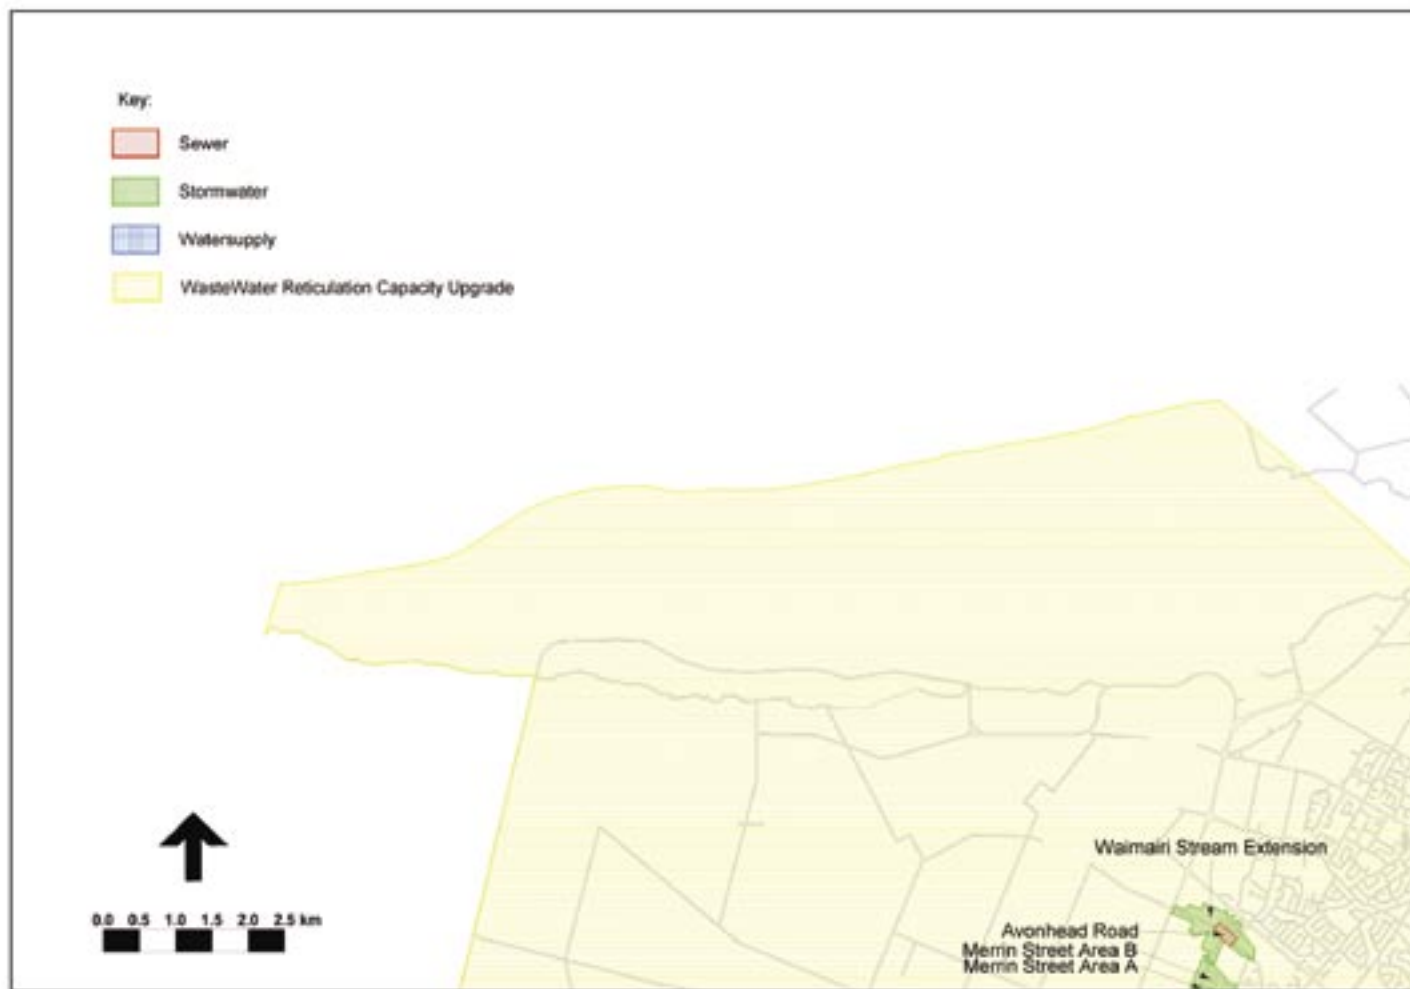 Key:
Sewer
Stormwater
Watersupply
WasteWater Reticulation Capacity Upgrade
Waimairi Stream Extension
Avonhead Road
Merrin Street Area B
Merrin Street Area A
0.0 0.5 1.0 1.5 2.0 2.5 km